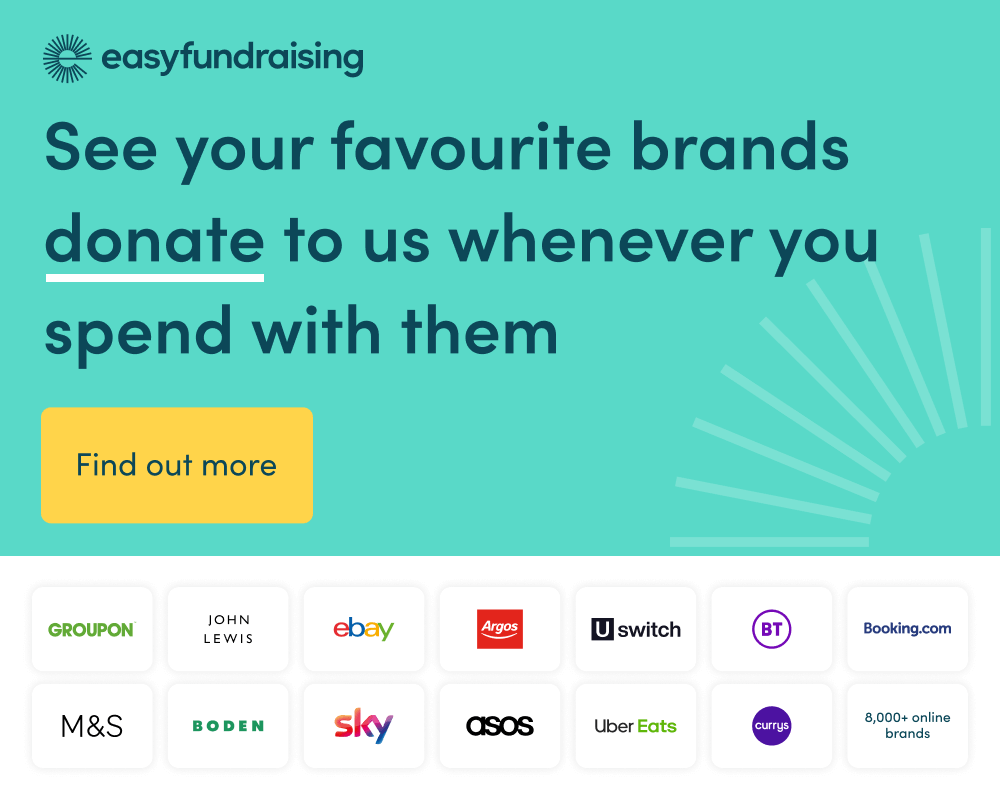 easyfundraising
See your favourite brands
donate to us whenever you
spend with them
Find out more
GROUPON
JOHN
LEWIS
ebay
Argos
U switch
BT
Booking.com
M&S
BODEN
sky
asos
Uber Eats
currys
8,000+ online
brands